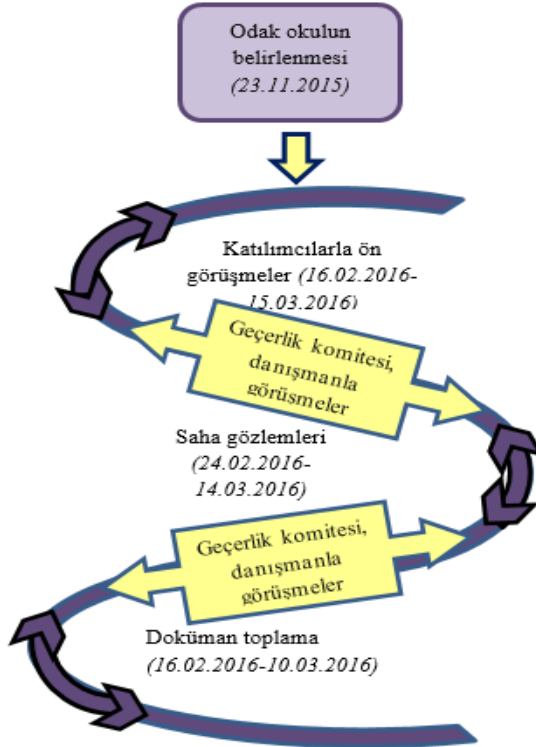 Odak okulun
belirlenmesi
(23.11.2015)
Katılımcılarla ön
görüşmeler (16.02.2016-
15.03.2016)
Geçerlik komitesi,
danışmanla
görüşmeler
Saha gözlemleri
(24.02.2016-
14.03.2016)
Geçerlik komitesi,
danışmanla
görüşmeler
Doküman toplama
(16.02.2016-10.03.2016)